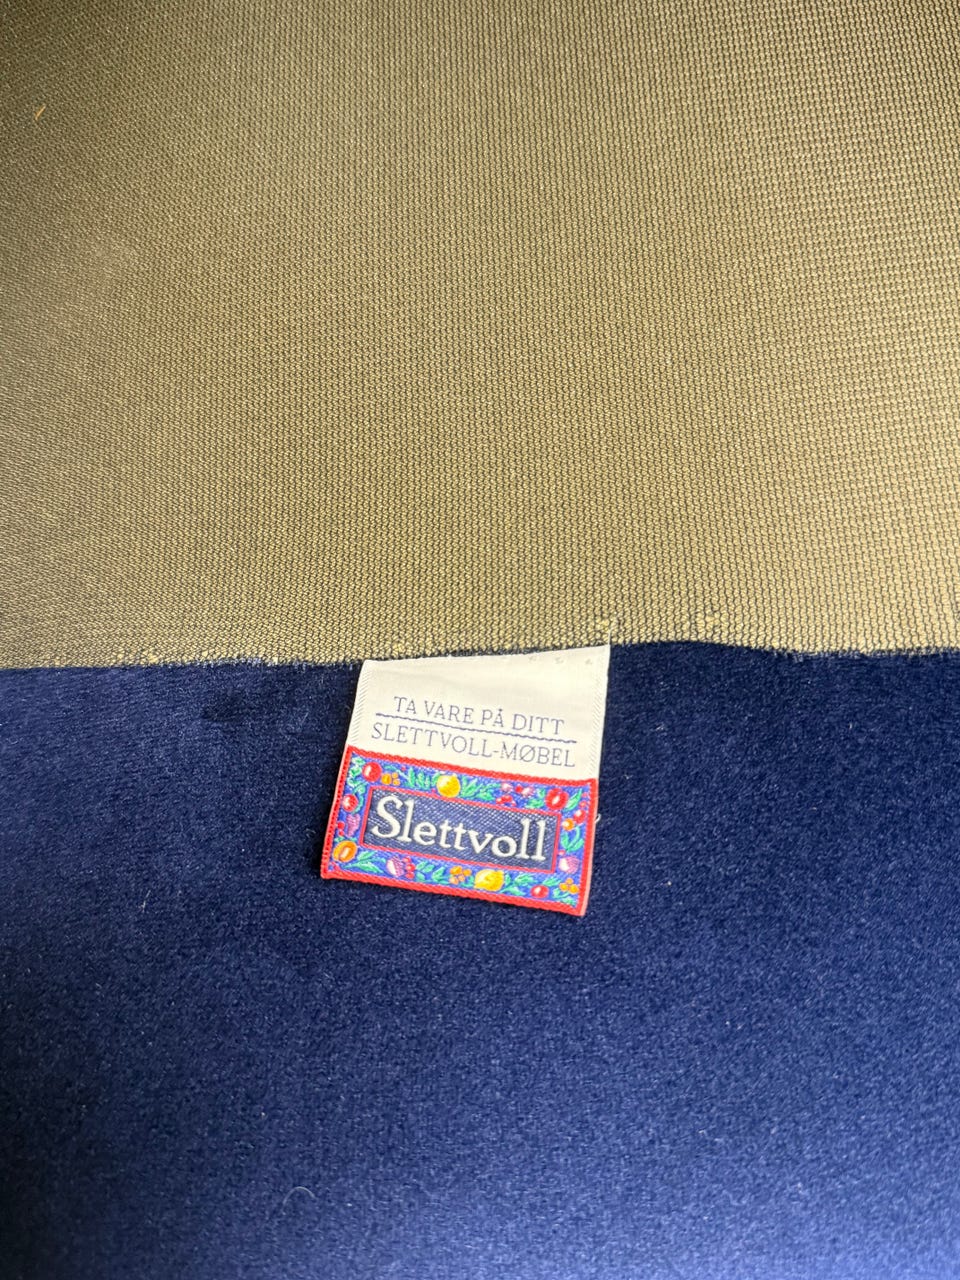 TA VARE PÅ DITT
SLETTVOLL-MØBEL
Slettvoll